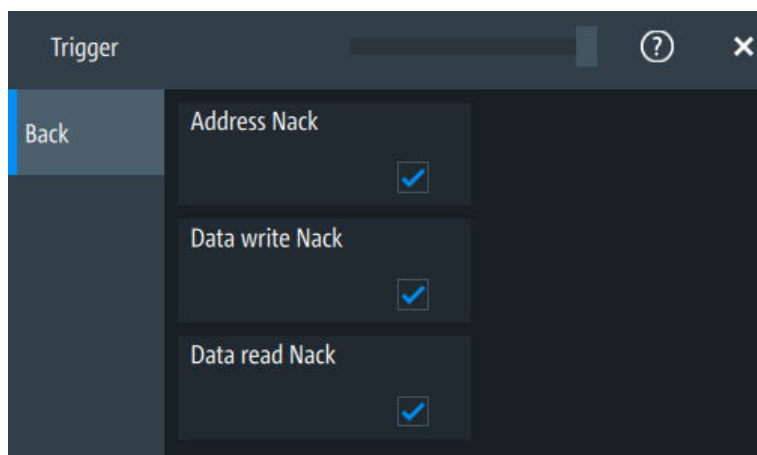 Trigger
Back
Address Nack
Data write Nack
Data read Nack